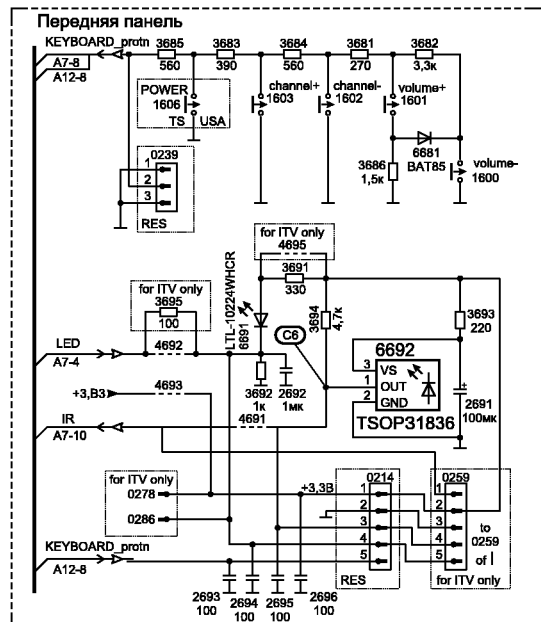 Передняя панель
KEYBOARD_protn
A7-8
A12-8
3685
560
3683
390
3684
560
3681
270
3682
3,3к
POWER
1606
TS
USA
channel+
1603
channel-
1602
volume+
1601
3686
1,5к
6681
BAT85
volume-
1600
0239
1
2
3
RES
for ITV only
4695
3691
330
for ITV only
3695
100
LTL-10224WHCR
6691
3694
4,7к
C6
3693
220
LED
A7-4
4692
3692
1к
2692
1мк
6692
3 VS
1 OUT
2 GND
TSOP31836
2691
100мк
+
+3,В3
4693
4691
IR
A7-10
for ITV only
0278
0286
+3,3В
0214
1
2
3
4
5
RES
0259
1
2
3
4
5
for ITV only
to
0259
of I
KEYBOARD_protn
A12-8
2693
100
2694
100
2695
100
2696
100